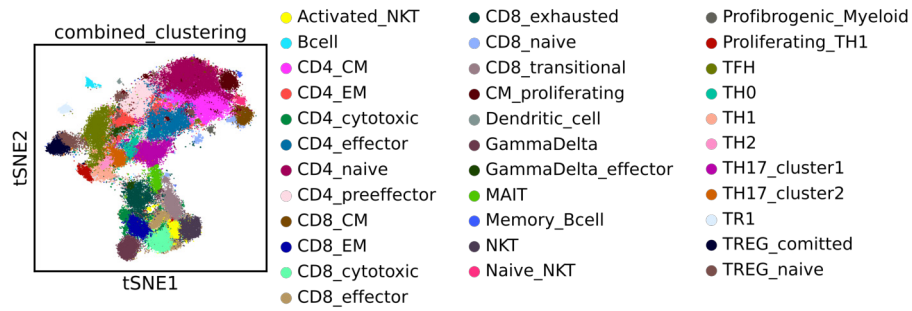 combined_clustering
tSNE2
tSNE1
Activated_NKT
Bcell
CD4_CM
CD4_EM
CD4_cytotoxic
CD4_effector
CD4_naive
CD4_preeffector
CD8_CM
CD8_EM
CD8_cytotoxic
CD8_effector
CD8_exhausted
CD8_naive
CD8_transitional
CM_proliferating
Dendritic_cell
GammaDelta
GammaDelta_effector
MAIT
Memory_Bcell
NKT
Naive_NKT
Profibrogenic_Myeloid
Proliferating_TH1
TFH
TH0
TH1
TH2
TH17_cluster1
TH17_cluster2
TR1
TREG_comitted
TREG_naive